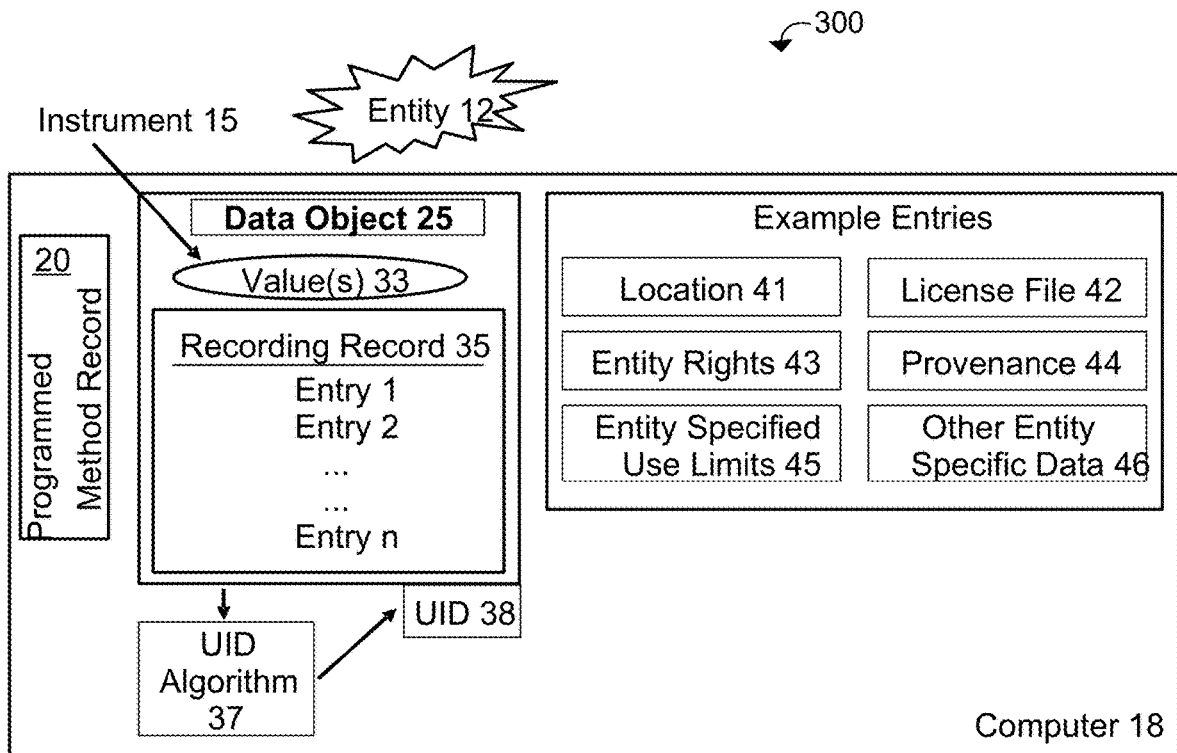 300
Entity 12
Instrument 15
Data Object 25
Value(s) 33
20
Programmed
Method Record
Recording Record 35
Entry 1
Entry 2
...
...
Entry n
UID 38
UID
Algorithm
37
Example Entries
Location 41
License File 42
Entity Rights 43
Provenance 44
Entity Specified
Use Limits 45
Other Entity
Specific Data 46
Computer 18